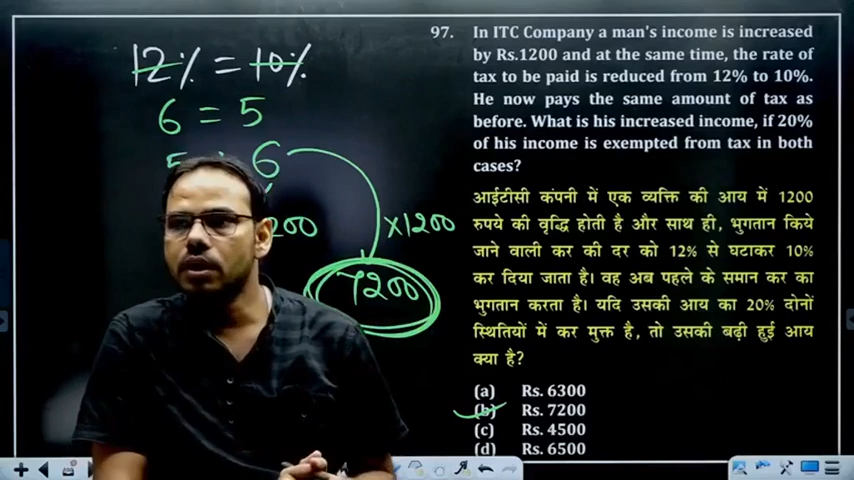 12% = 10%
6 = 5
5 : 6
200
×1200
7200
97. In ITC Company a man's income is increased
by Rs.1200 and at the same time, the rate of
tax to be paid is reduced from 12% to 10%.
He now pays the same amount of tax as
before. What is his increased income, if 20%
of his income is exempted from tax in both
cases?
आईटीसी कंपनी में एक व्यक्ति की आय में 1200
रुपये की वृद्धि होती है और साथ ही, भुगतान किये
जाने वाली कर की दर को 12% से घटाकर 10%
कर दिया जाता है। वह अब पहले के समान कर का
भुगतान करता है। यदि उसकी आय का 20% दोनों
स्थितियों में कर मुक्त है, तो उसकी बढ़ी हुई आय
क्या है?
(a) Rs. 6300
(b) Rs. 7200
(c) Rs. 4500
(d) Rs. 6500